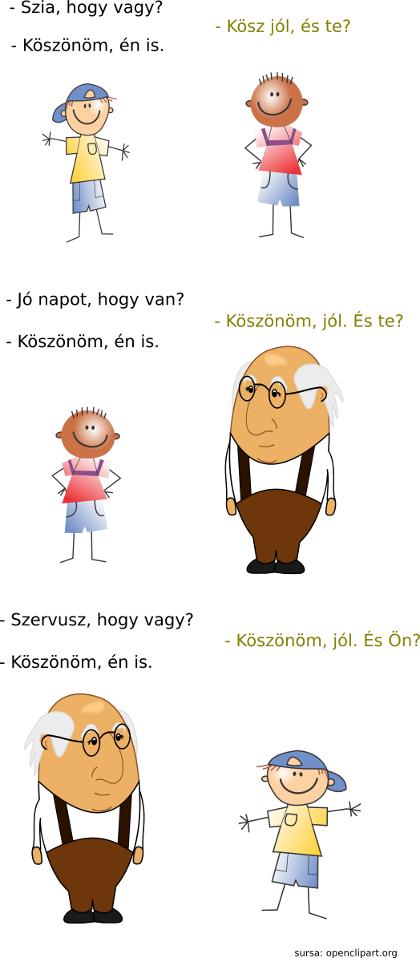 - Szia, hogy vagy?
- Kösz jól, és te?
- Köszönöm, én is.
- Jó napot, hogy van?
- Köszönöm, jól. És te?
- Köszönöm, én is.
- Szervusz, hogy vagy?
- Köszönöm, jól. És Ön?
- Köszönöm, én is.
sursa: openclipart.org